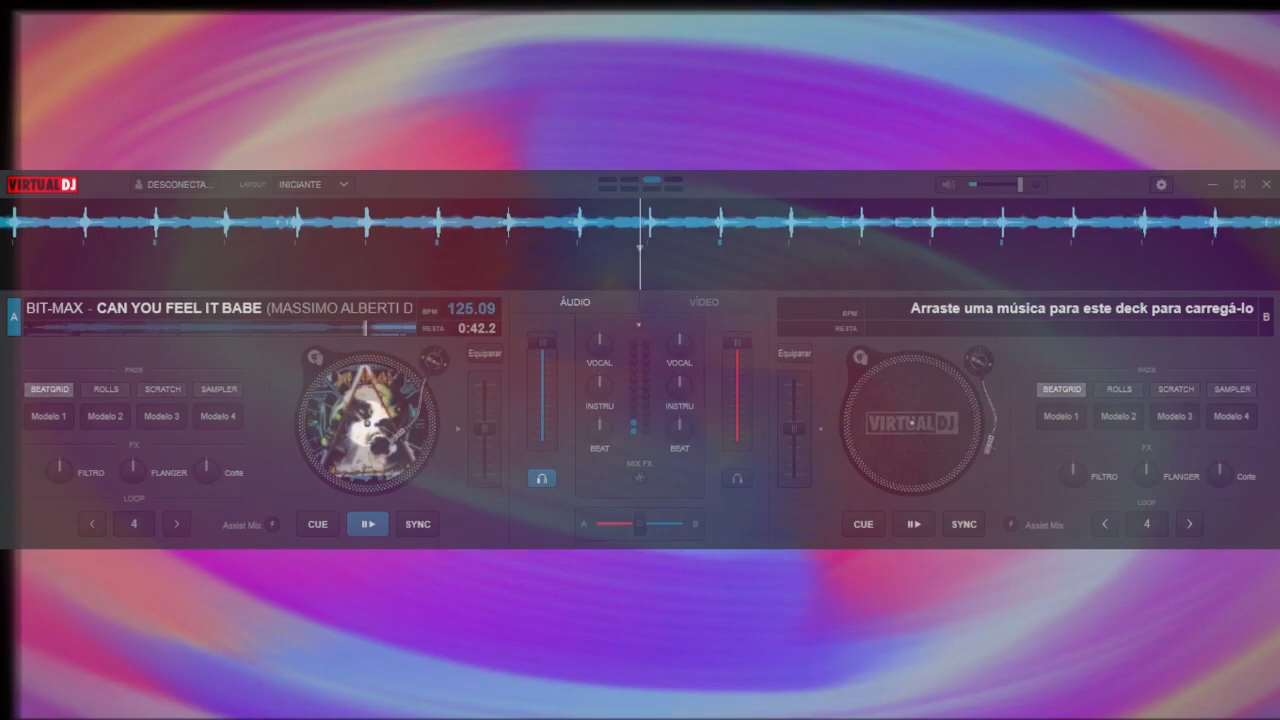 VIRTUALDJ
DESCONECTA...
LAYOUT
INICIANTE
A
BIT-MAX - CAN YOU FEEL IT BABE (MASSIMO ALBERTI D
BPM
125.09
RESTA
0:42.2
ÁUDIO
VÍDEO
BPM
RESTA
Arraste uma música para este deck para carregá-lo
B
Equiparar
PADS
BEATGRID
ROLLS
SCRATCH
SAMPLER
Modelo 1
Modelo 2
Modelo 3
Modelo 4
FX
FILTRO
FLANGER
Corte
LOOP
4
Assist Mix
CUE
SYNC
VOCAL
VOCAL
INSTRU
INSTRU
BEAT
BEAT
MIX FX
A
B
Equiparar
VIRTUALDJ
PADS
BEATGRID
ROLLS
SCRATCH
SAMPLER
Modelo 1
Modelo 2
Modelo 3
Modelo 4
FX
FILTRO
FLANGER
Corte
LOOP
CUE
SYNC
Assist Mix
4